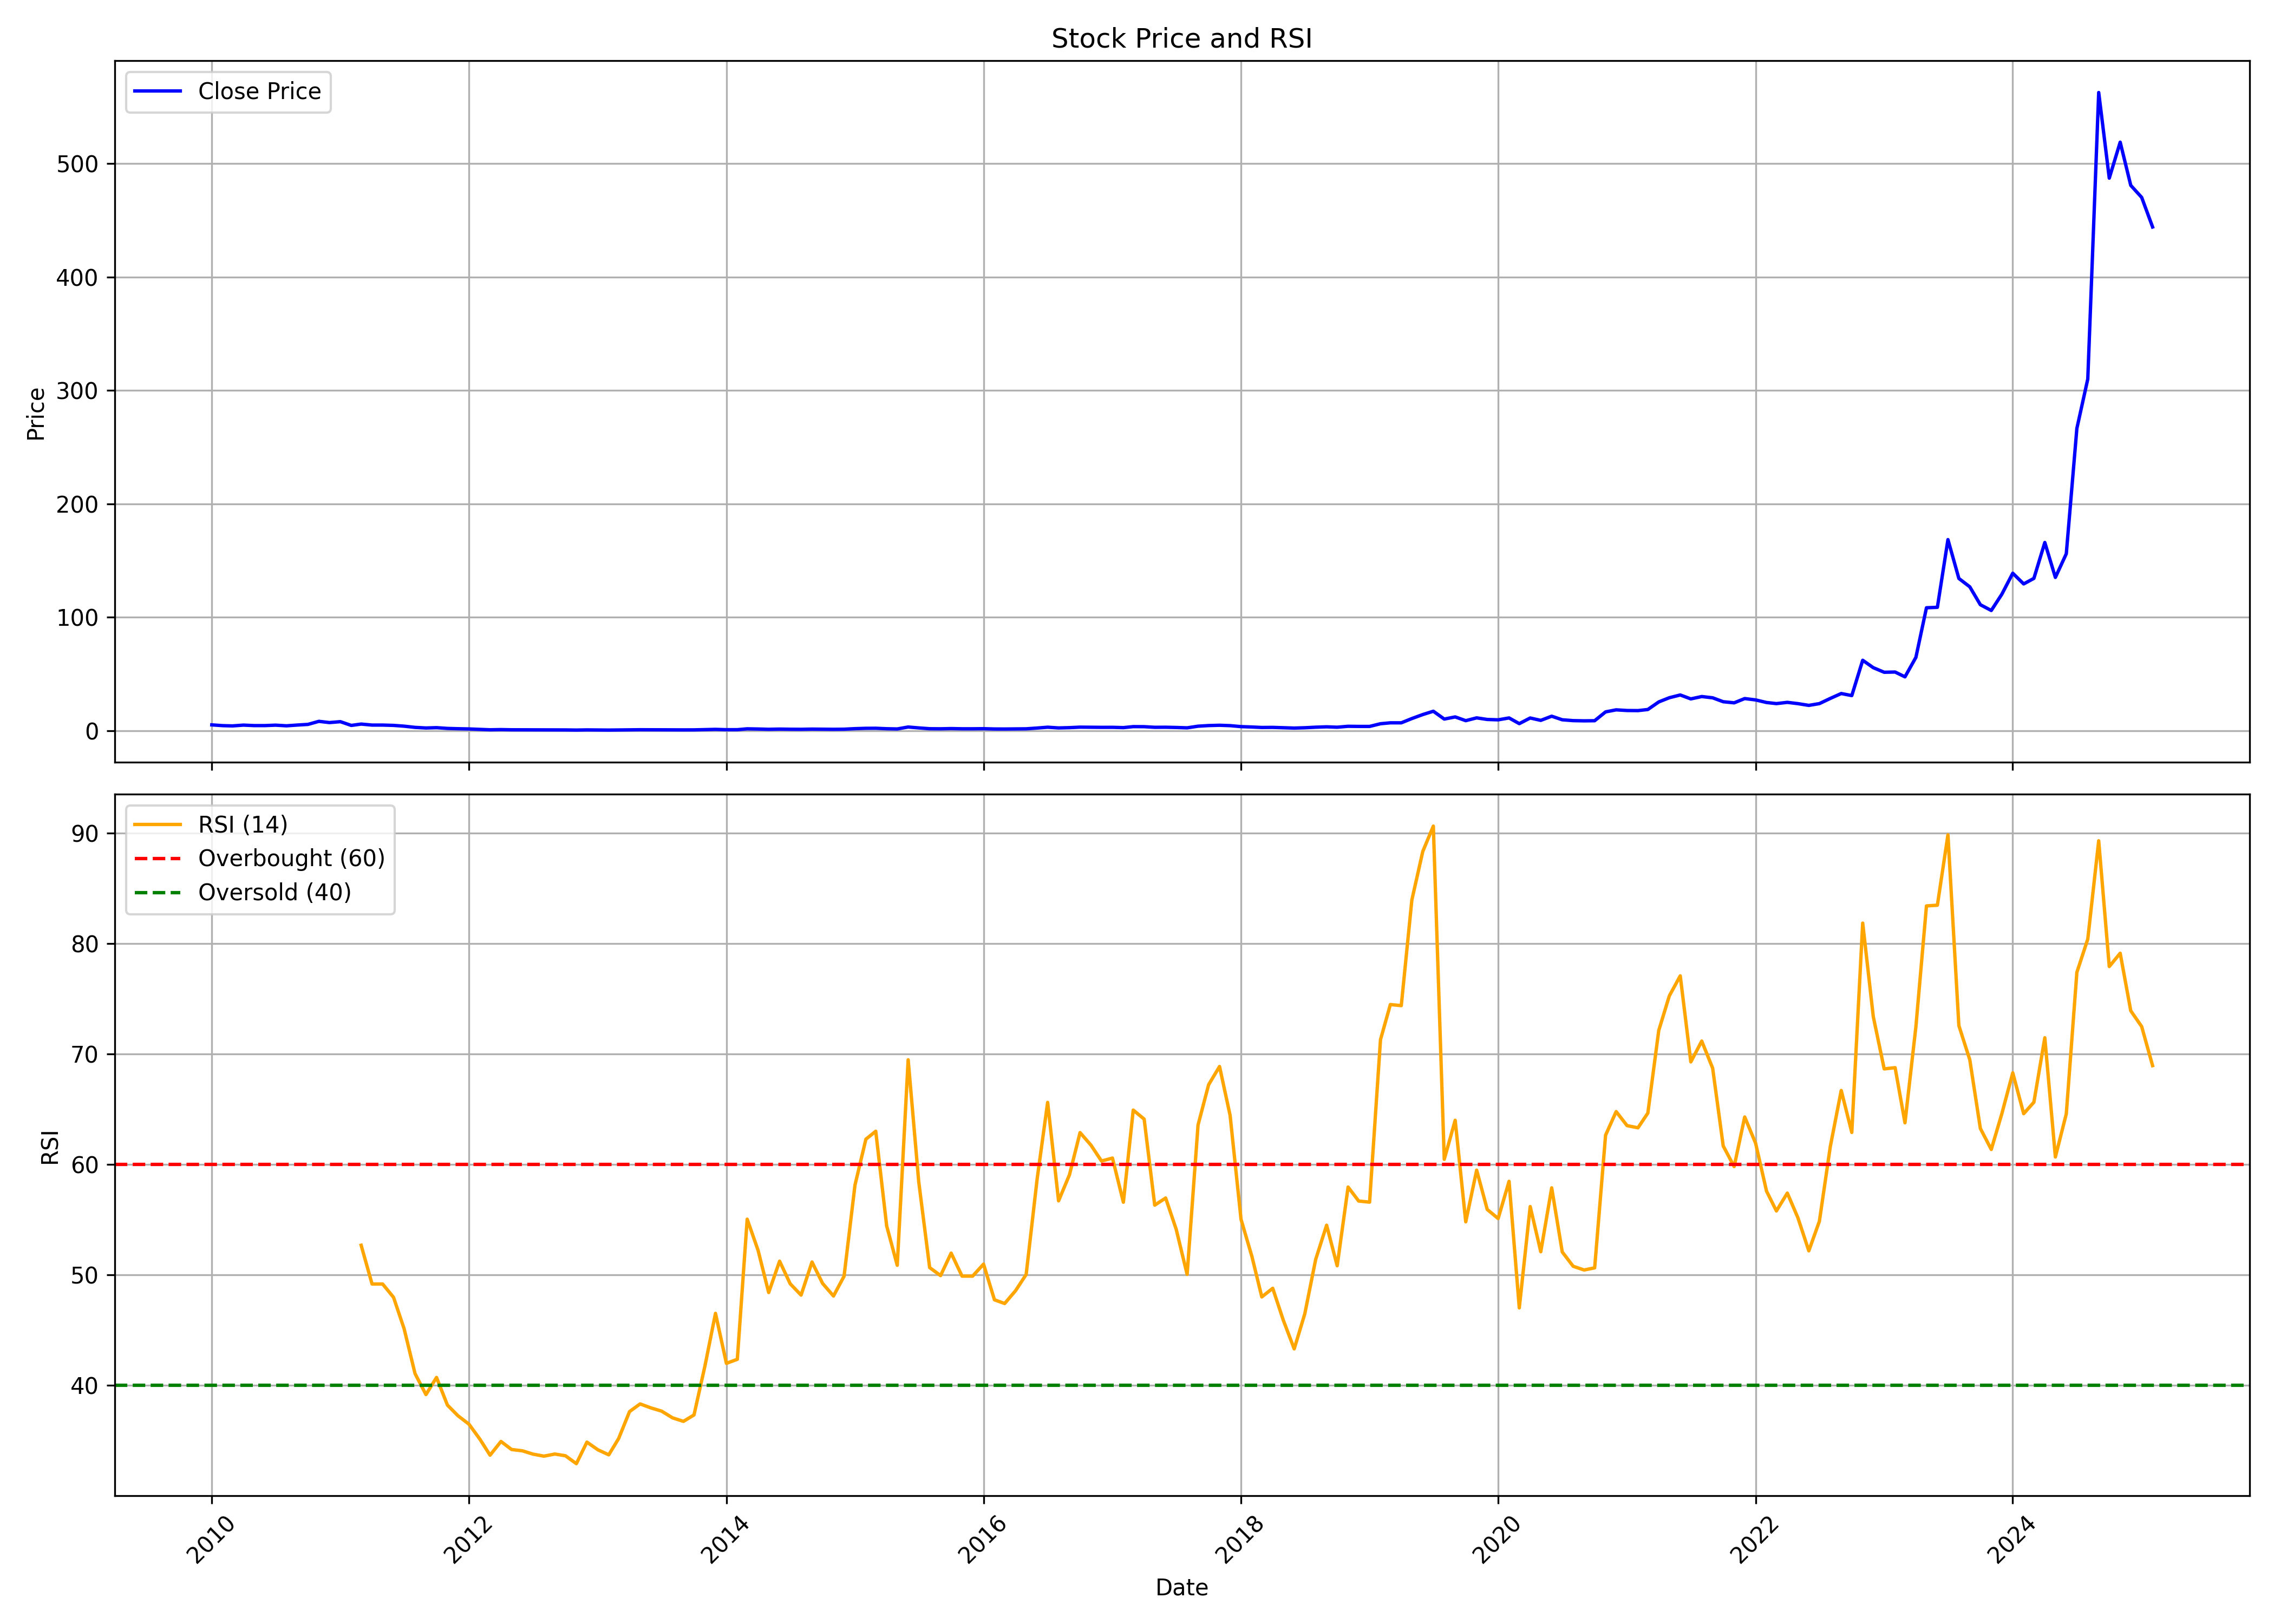 Stock Price and RSI
Close Price
Price
500
400
300
200
100
0
RSI (14)
Overbought (60)
Oversold (40)
RSI
90
80
70
60
50
40
2010
2012
2014
2016
2018
2020
2022
2024
Date